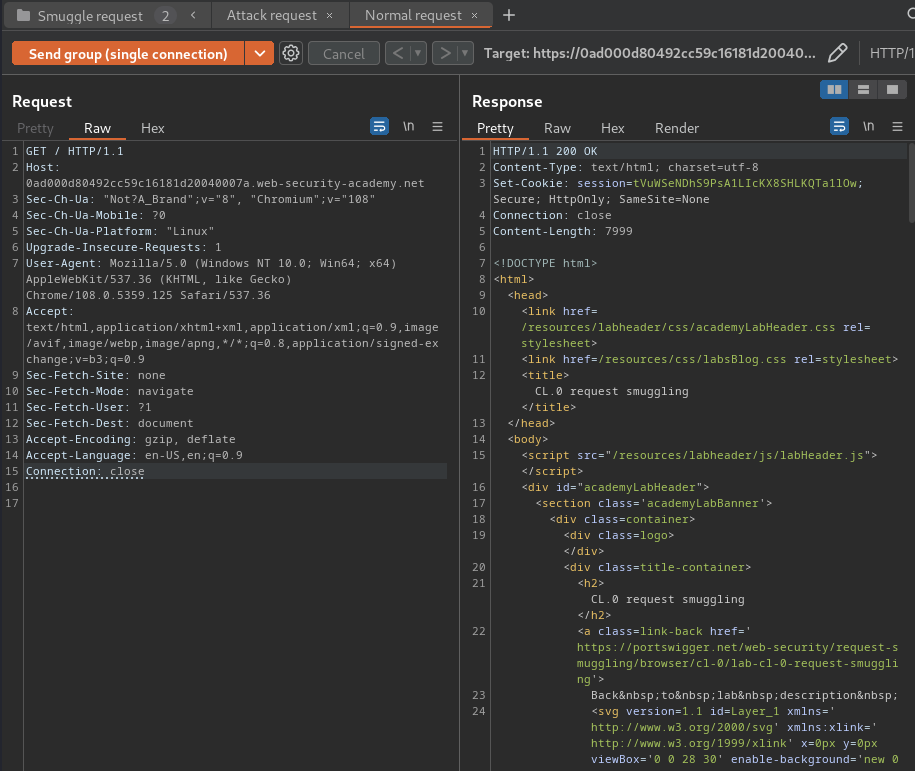 Smuggle request 2 < Attack request × Normal request × +
Send group (single connection) Cancel < > Target: https://0ad000d80492cc59c16181d20040... HTTP/1
Request
Pretty Raw Hex \n
1 GET / HTTP/1.1
2 Host:
0ad000d80492cc59c16181d20040007a.web-security-academy.net
3 Sec-Ch-Ua: "Not?A_Brand";v="8", "Chromium";v="108"
4 Sec-Ch-Ua-Mobile: ?0
5 Sec-Ch-Ua-Platform: "Linux"
6 Upgrade-Insecure-Requests: 1
7 User-Agent: Mozilla/5.0 (Windows NT 10.0; Win64; x64)
AppleWebKit/537.36 (KHTML, like Gecko)
Chrome/108.0.5359.125 Safari/537.36
8 Accept:
text/html,application/xhtml+xml,application/xml;q=0.9,image
/avif,image/webp,image/apng,*/*;q=0.8,application/signed-ex
change;v=b3;q=0.9
9 Sec-Fetch-Site: none
10 Sec-Fetch-Mode: navigate
11 Sec-Fetch-User: ?1
12 Sec-Fetch-Dest: document
13 Accept-Encoding: gzip, deflate
14 Accept-Language: en-US,en;q=0.9
15 Connection: close
16
17
Response
Pretty Raw Hex Render \n
1 HTTP/1.1 200 OK
2 Content-Type: text/html; charset=utf-8
3 Set-Cookie: session=tVuWSeNDhS9PsA1LIcKX8SHLKQTa1lOw;
Secure; HttpOnly; SameSite=None
4 Connection: close
5 Content-Length: 7999
6
7 <!DOCTYPE html>
8 <html>
9 <head>
10 <link href=
/resources/labheader/css/academyLabHeader.css rel=
stylesheet>
11 <link href=/resources/css/labsBlog.css rel=stylesheet>
12 <title>
CL.0 request smuggling
</title>
13 </head>
14 <body>
15 <script src="/resources/labheader/js/labHeader.js">
</script>
16 <div id="academyLabHeader">
17 <section class='academyLabBanner'>
18 <div class=container>
19 <div class=logo>
</div>
20 <div class=title-container>
21 <h2>
CL.0 request smuggling
</h2>
22 <a class=link-back href='
https://portswigger.net/web-security/request-s
muggling/browser/cl-0/lab-cl-0-request-smuggli
ng'>
23 Back&nbsp;to&nbsp;lab&nbsp;description&nbsp;
24 <svg version=1.1 id=Layer_1 xmlns='
http://www.w3.org/2000/svg' xmlns:xlink='
http://www.w3.org/1999/xlink' x=0px y=0px
viewBox='0 0 28 30' enable-background='new 0